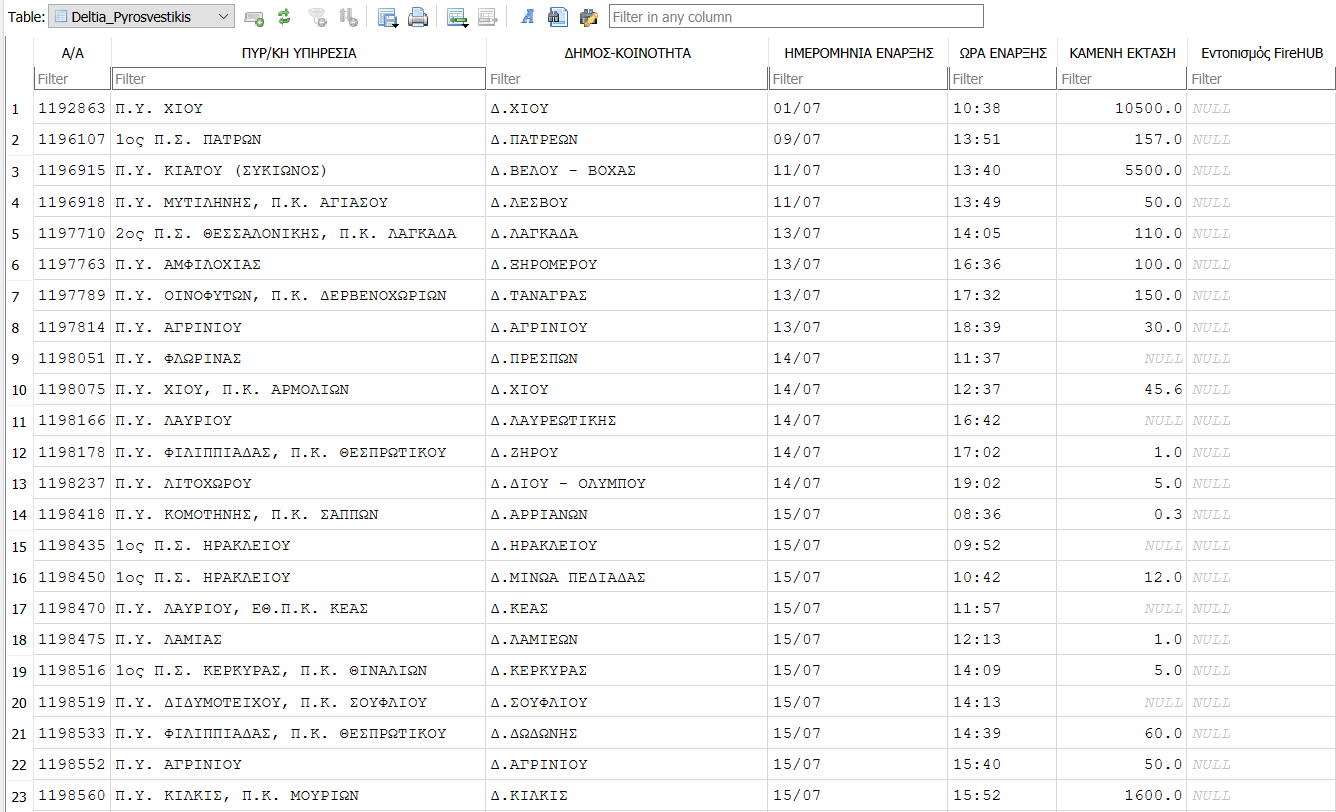 Table: Deltia_Pyrosvestikis Filter in any column
Α/Α ΠΥΡ/ΚΗ ΥΠΗΡΕΣΙΑ ΔΗΜΟΣ-ΚΟΙΝΟΤΗΤΑ ΗΜΕΡΟΜΗΝΙΑ ΕΝΑΡΞΗΣ ΩΡΑ ΕΝΑΡΞΗΣ ΚΑΜΕΝΗ ΕΚΤΑΣΗ Εντοπισμός FireHUB
Filter Filter Filter Filter Filter Filter Filter
1 1192863 Π.Υ. ΧΙΟΥ Δ.ΧΙΟΥ 01/07 10:38 10500.0 NULL
2 1196107 1ος Π.Σ. ΠΑΤΡΩΝ Δ.ΠΑΤΡΕΩΝ 09/07 13:51 157.0 NULL
3 1196915 Π.Υ. ΚΙΑΤΟΥ (ΣΥΚΙΩΝΟΣ) Δ.ΒΕΛΟΥ - ΒΟΧΑΣ 11/07 13:40 5500.0 NULL
4 1196918 Π.Υ. ΜΥΤΙΛΗΝΗΣ, Π.Κ. ΑΓΙΑΣΟΥ Δ.ΛΕΣΒΟΥ 11/07 13:49 50.0 NULL
5 1197710 2ος Π.Σ. ΘΕΣΣΑΛΟΝΙΚΗΣ, Π.Κ. ΛΑΓΚΑΔΑ Δ.ΛΑΓΚΑΔΑ 13/07 14:05 110.0 NULL
6 1197763 Π.Υ. ΑΜΦΙΛΟΧΙΑΣ Δ.ΞΗΡΟΜΕΡΟΥ 13/07 16:36 100.0 NULL
7 1197789 Π.Υ. ΟΙΝΟΦΥΤΩΝ, Π.Κ. ΔΕΡΒΕΝΟΧΩΡΙΩΝ Δ.ΤΑΝΑΓΡΑΣ 13/07 17:32 150.0 NULL
8 1197814 Π.Υ. ΑΓΡΙΝΙΟΥ Δ.ΑΓΡΙΝΙΟΥ 13/07 18:39 30.0 NULL
9 1198051 Π.Υ. ΦΛΩΡΙΝΑΣ Δ.ΠΡΕΣΠΩΝ 14/07 11:37 NULL NULL
10 1198075 Π.Υ. ΧΙΟΥ, Π.Κ. ΑΡΜΟΛΙΩΝ Δ.ΧΙΟΥ 14/07 12:37 45.6 NULL
11 1198166 Π.Υ. ΛΑΥΡΙΟΥ Δ.ΛΑΥΡΕΩΤΙΚΗΣ 14/07 16:42 NULL NULL
12 1198178 Π.Υ. ΦΙΛΙΠΠΙΑΔΑΣ, Π.Κ. ΘΕΣΠΡΩΤΙΚΟΥ Δ.ΖΗΡΟΥ 14/07 17:02 1.0 NULL
13 1198237 Π.Υ. ΛΙΤΟΧΩΡΟΥ Δ.ΔΙΟΥ - ΟΛΥΜΠΟΥ 14/07 19:02 5.0 NULL
14 1198418 Π.Υ. ΚΟΜΟΤΗΝΗΣ, Π.Κ. ΣΑΠΠΩΝ Δ.ΑΡΡΙΑΝΩΝ 15/07 08:36 0.3 NULL
15 1198435 1ος Π.Σ. ΗΡΑΚΛΕΙΟΥ Δ.ΗΡΑΚΛΕΙΟΥ 15/07 09:52 NULL NULL
16 1198450 1ος Π.Σ. ΗΡΑΚΛΕΙΟΥ Δ.ΜΙΝΩΑ ΠΕΔΙΑΔΑΣ 15/07 10:42 12.0 NULL
17 1198470 Π.Υ. ΛΑΥΡΙΟΥ, ΕΘ.Π.Κ. ΚΕΑΣ Δ.ΚΕΑΣ 15/07 11:57 NULL NULL
18 1198475 Π.Υ. ΛΑΜΙΑΣ Δ.ΛΑΜΙΕΩΝ 15/07 12:13 1.0 NULL
19 1198516 1ος Π.Σ. ΚΕΡΚΥΡΑΣ, Π.Κ. ΘΙΝΑΛΙΩΝ Δ.ΚΕΡΚΥΡΑΣ 15/07 14:09 5.0 NULL
20 1198519 Π.Υ. ΔΙΔΥΜΟΤΕΙΧΟΥ, Π.Κ. ΣΟΥΦΛΙΟΥ Δ.ΣΟΥΦΛΙΟΥ 15/07 14:13 NULL NULL
21 1198533 Π.Υ. ΦΙΛΙΠΠΙΑΔΑΣ, Π.Κ. ΘΕΣΠΡΩΤΙΚΟΥ Δ.ΔΩΔΩΝΗΣ 15/07 14:39 60.0 NULL
22 1198552 Π.Υ. ΑΓΡΙΝΙΟΥ Δ.ΑΓΡΙΝΙΟΥ 15/07 15:40 50.0 NULL
23 1198560 Π.Υ. ΚΙΛΚΙΣ, Π.Κ. ΜΟΥΡΙΩΝ Δ.ΚΙΛΚΙΣ 15/07 15:52 1600.0 NULL